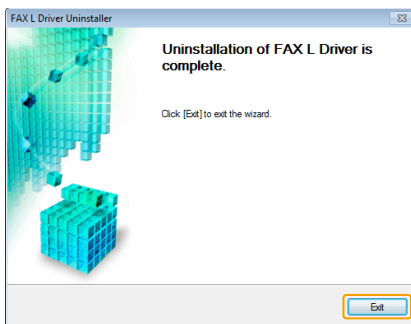 FAX L Driver Uninstaller
Uninstallation of FAX L Driver is
complete.
Click [Exit] to exit the wizard.
Exit